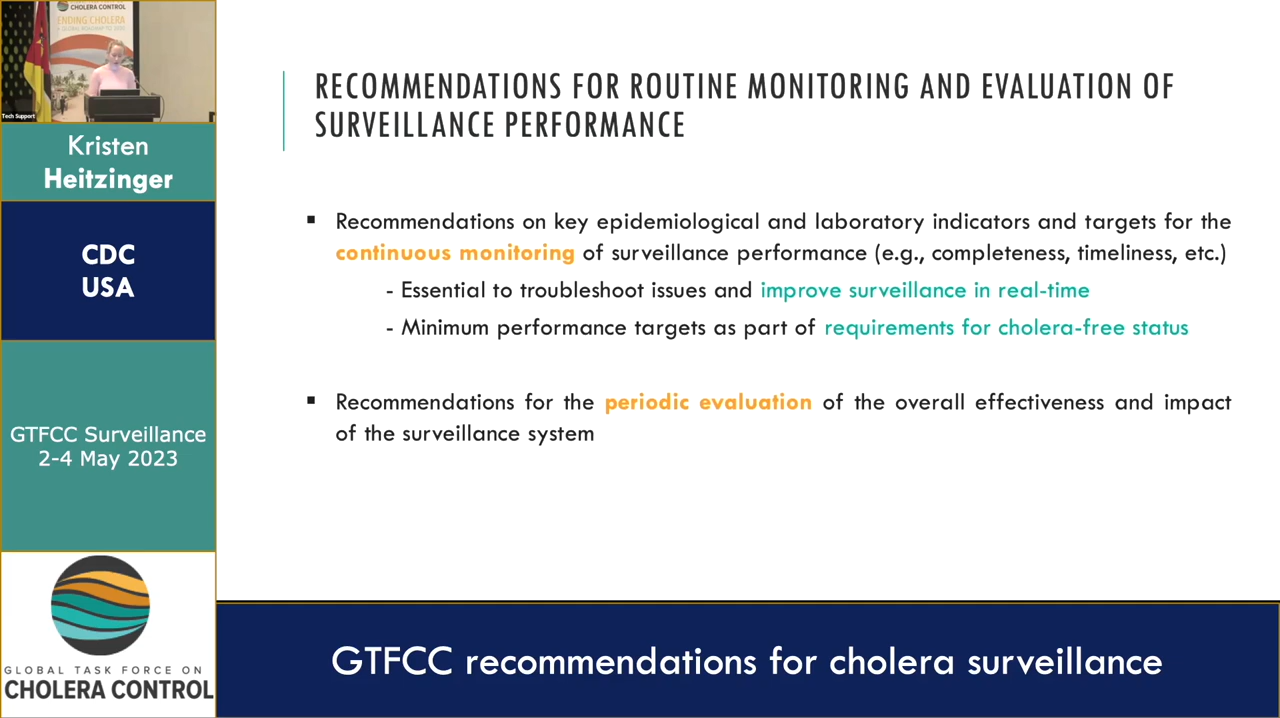 CHOLERA CONTROL
ENDING CHOLERA
Tech Support
Kristen
Heitzinger
CDC
USA
GTFCC Surveillance
2-4 May 2023
GLOBAL TASK FORCE ON
CHOLERA CONTROL
RECOMMENDATIONS FOR ROUTINE MONITORING AND EVALUATION OF
SURVEILLANCE PERFORMANCE
▪ Recommendations on key epidemiological and laboratory indicators and targets for the
continuous monitoring of surveillance performance (e.g., completeness, timeliness, etc.)
- Essential to troubleshoot issues and improve surveillance in real-time
- Minimum performance targets as part of requirements for cholera-free status
▪ Recommendations for the periodic evaluation of the overall effectiveness and impact
of the surveillance system
GTFCC recommendations for cholera surveillance